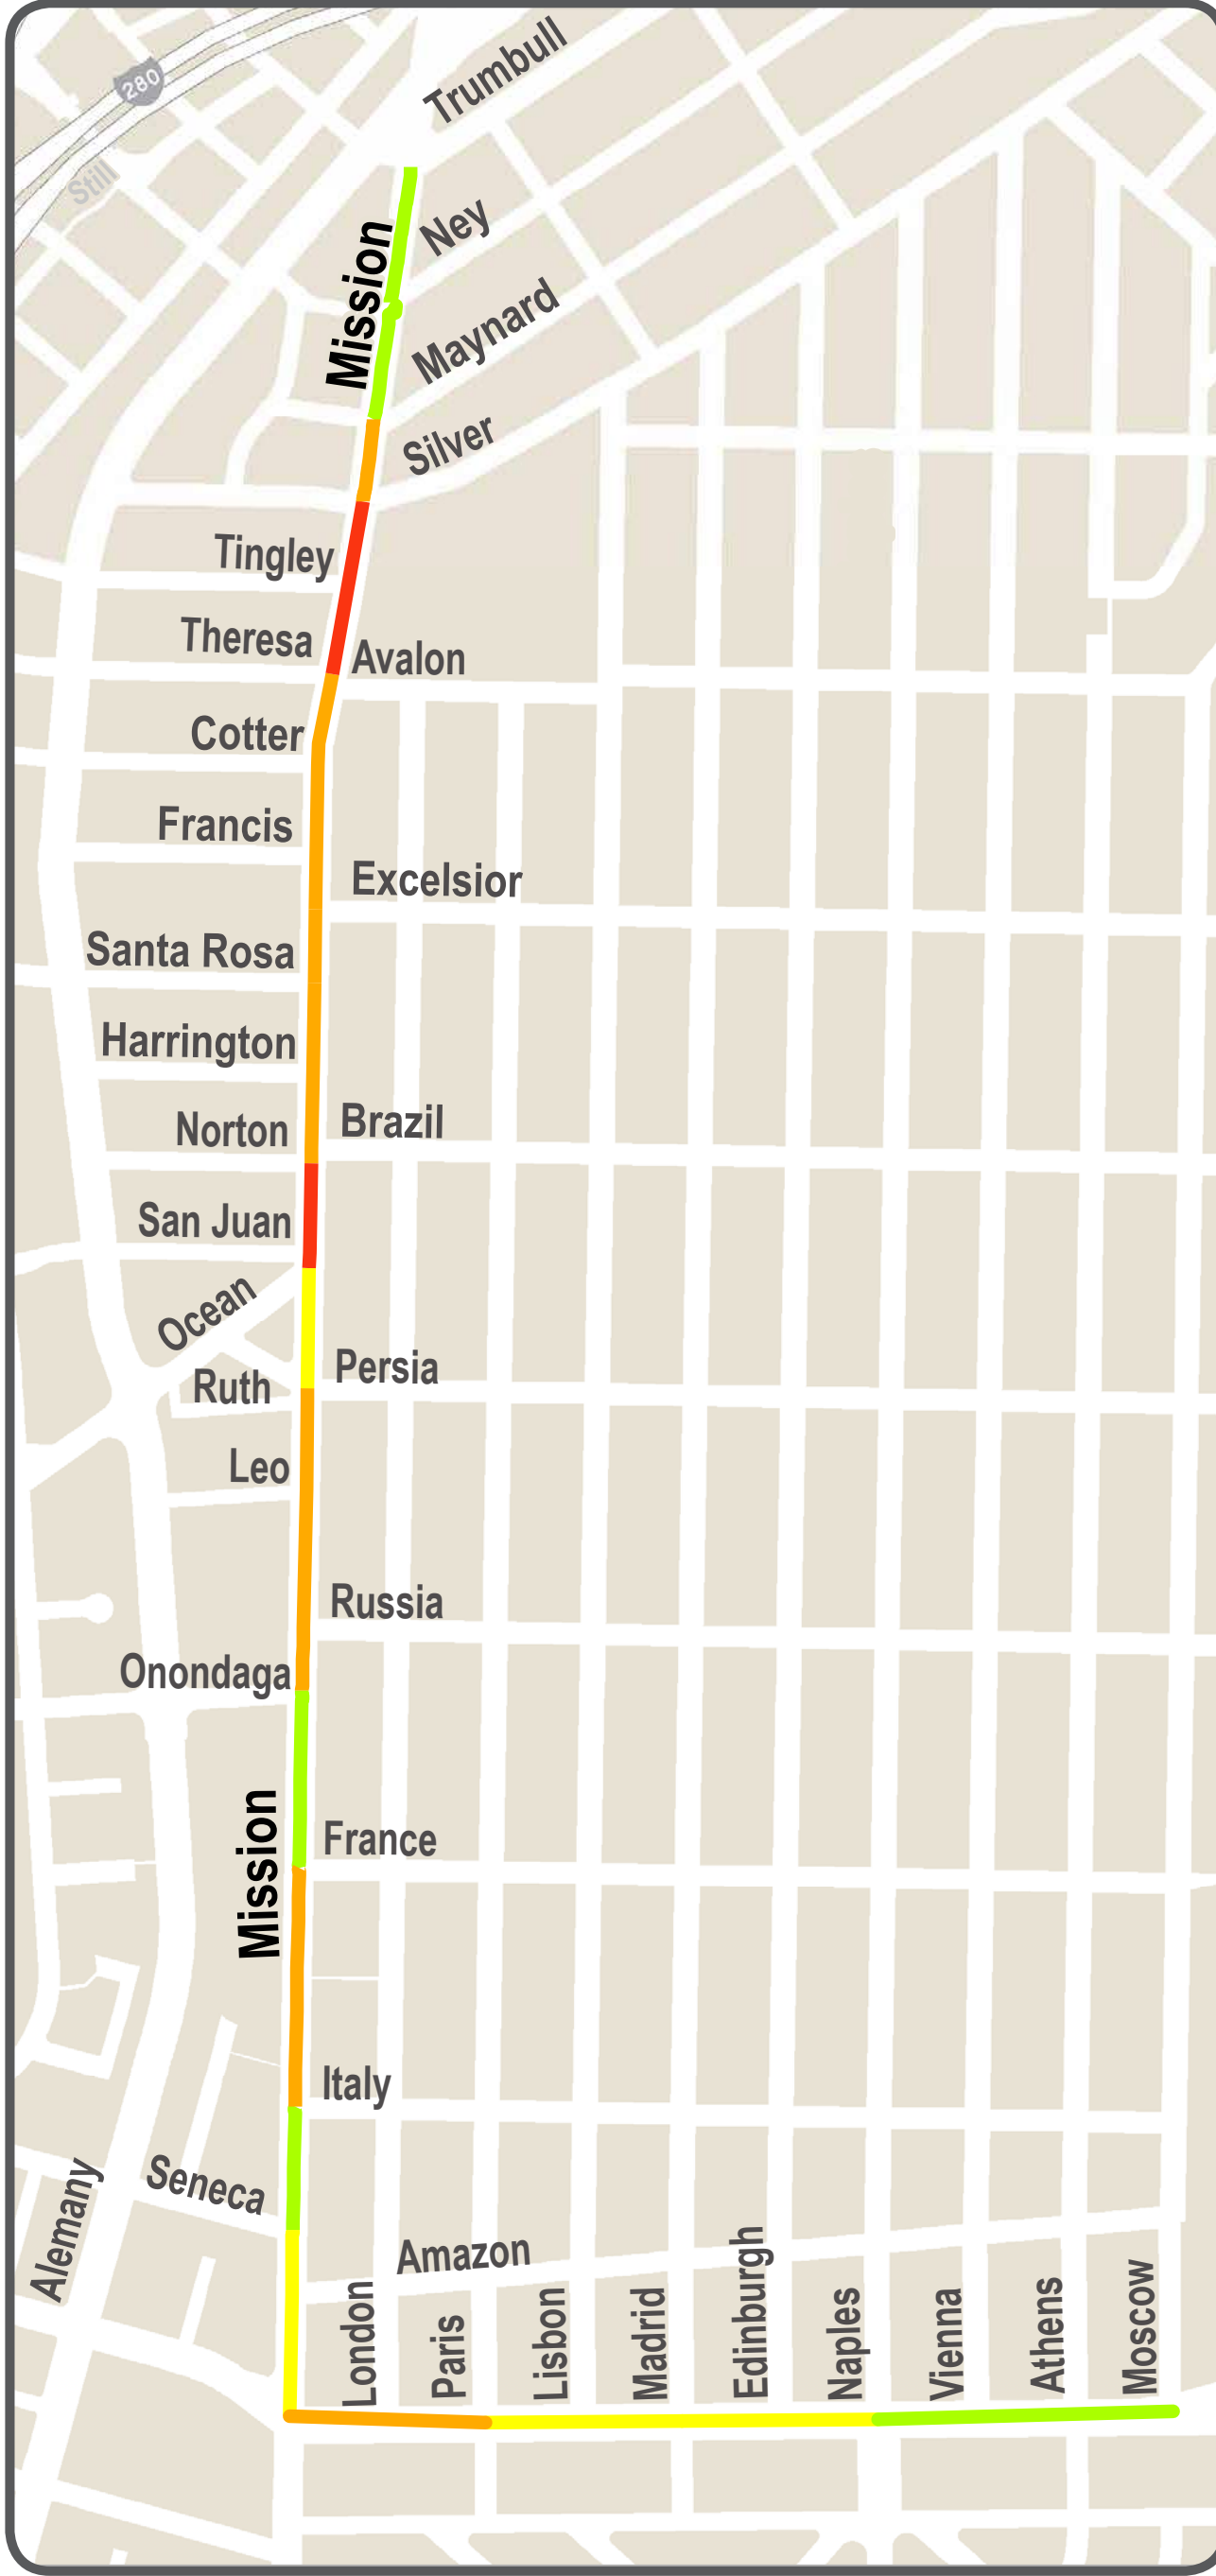 Trumbull
280
Still
Ney
Mission
Maynard
Silver
Tingley
Theresa
Avalon
Cotter
Francis
Excelsior
Santa Rosa
Harrington
Brazil
Norton
San Juan
Ocean
Persia
Ruth
Leo
Russia
Onondaga
France
Mission
Italy
Seneca
Alemany
Amazon
London
Paris
Lisbon
Madrid
Edinburgh
Naples
Vienna
Athens
Moscow